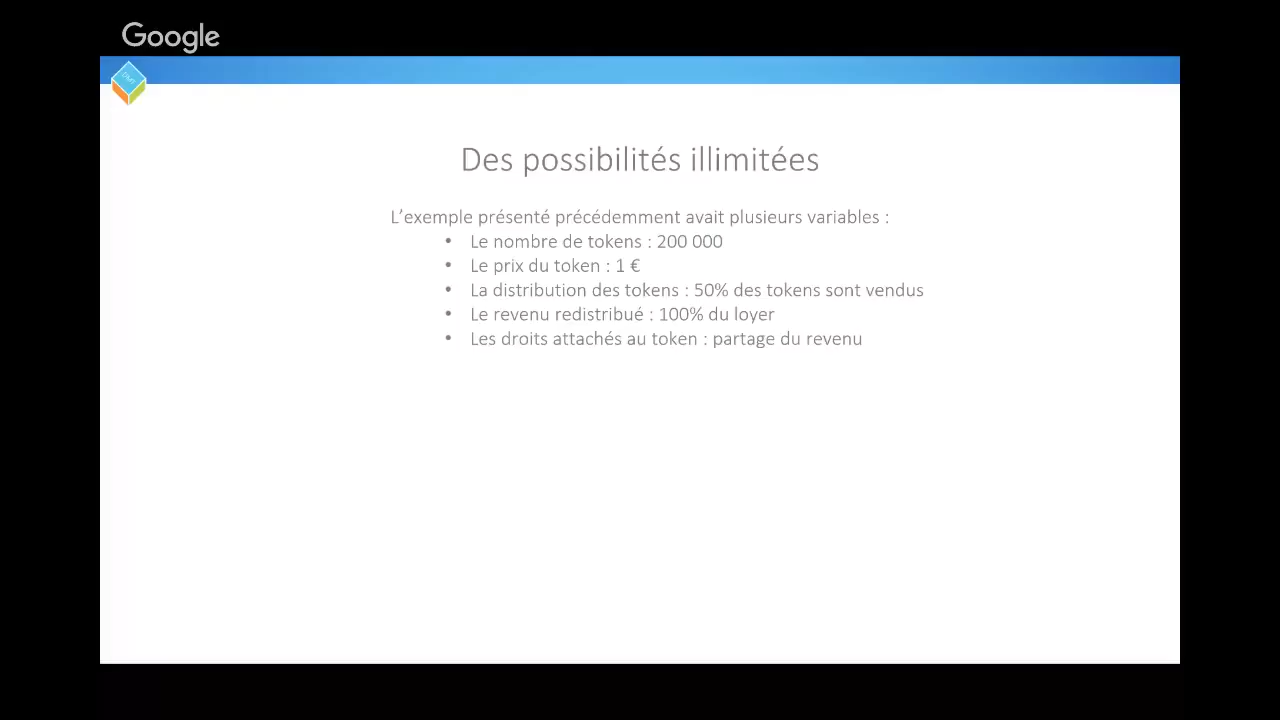 Google
Des possibilités illimitées
L’exemple présenté précédemment avait plusieurs variables :
• Le nombre de tokens : 200 000
• Le prix du token : 1 €
• La distribution des tokens : 50% des tokens sont vendus
• Le revenu redistribué : 100% du loyer
• Les droits attachés au token : partage du revenu